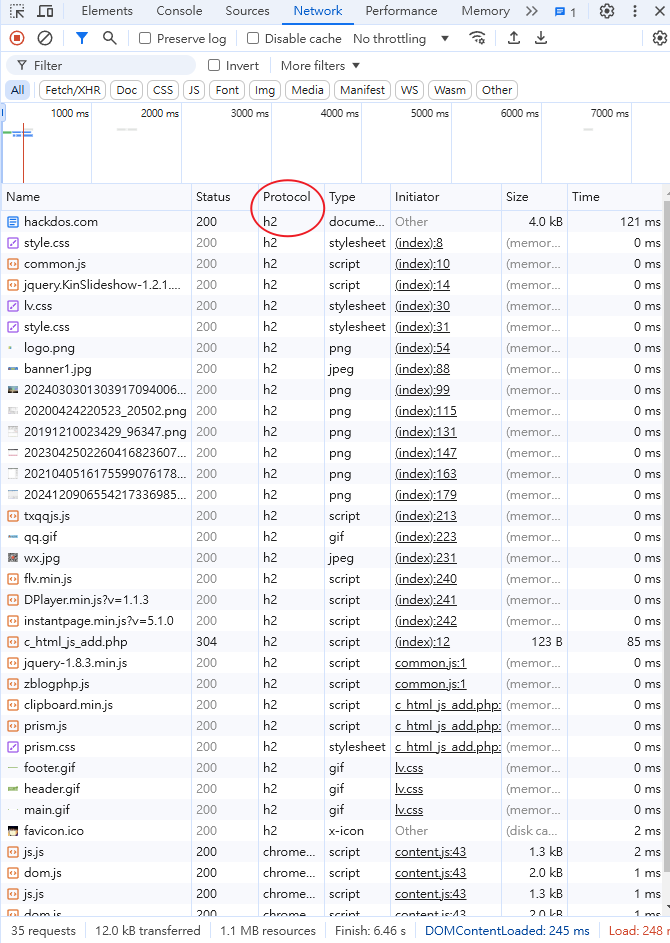 Elements Console Sources Network Performance Memory 1
Preserve log Disable cache No throttling
Filter Invert More filters
All Fetch/XHR Doc CSS JS Font Img Media Manifest WS Wasm Other
1000 ms 2000 ms 3000 ms 4000 ms 5000 ms 6000 ms 7000 ms
Name Status Protocol Type Initiator Size Time
hackdos.com 200 h2 docume... Other 4.0 kB 121 ms
style.css 200 h2 stylesheet (index):8 (memor... 0 ms
common.js 200 h2 script (index):10 (memor... 0 ms
jquery.KinSlideshow-1.2.1.... 200 h2 script (index):14 (memor... 0 ms
lv.css 200 h2 stylesheet (index):30 (memor... 0 ms
style.css 200 h2 stylesheet (index):31 (memor... 0 ms
logo.png 200 h2 png (index):54 (memor... 0 ms
banner1.jpg 200 h2 jpeg (index):88 (memor... 0 ms
202403030130391709400​6... 200 h2 png (index):99 (memor... 0 ms
20200424220523_20502.png 200 h2 png (index):115 (memor... 0 ms
20191210023429_96347.png 200 h2 png (index):131 (memor... 0 ms
202304250226041682360​7... 200 h2 png (index):147 (memor... 0 ms
202104051617559907617​8... 200 h2 png (index):163 (memor... 0 ms
202412090655421733698​5... 200 h2 png (index):179 (memor... 0 ms
txqqjs.js 200 h2 script (index):213 (memor... 0 ms
qq.gif 200 h2 gif (index):223 (memor... 0 ms
wx.jpg 200 h2 jpeg (index):231 (memor... 0 ms
flv.min.js 200 h2 script (index):240 (memor... 0 ms
DPlayer.min.js?v=1.1.3 200 h2 script (index):241 (memor... 0 ms
instantpage.min.js?v=5.1.0 200 h2 script (index):242 (memor... 0 ms
c_html_js_add.php 304 h2 script (index):12 123 B 85 ms
jquery-1.8.3.min.js 200 h2 script common.js:1 (memor... 0 ms
zblogphp.js 200 h2 script common.js:1 (memor... 0 ms
clipboard.min.js 200 h2 script c_html_js_add.php: (memor... 0 ms
prism.js 200 h2 script c_html_js_add.php: (memor... 0 ms
prism.css 200 h2 stylesheet c_html_js_add.php: (memor... 0 ms
footer.gif 200 h2 gif lv.css (memor... 0 ms
header.gif 200 h2 gif lv.css (memor... 0 ms
main.gif 200 h2 gif lv.css (memor... 0 ms
favicon.ico 200 h2 x-icon Other (disk ca... 2 ms
js.js 200 chrome... script content.js:43 1.3 kB 2 ms
dom.js 200 chrome... script content.js:43 2.0 kB 1 ms
js.js 200 chrome... script content.js:43 1.3 kB 1 ms
dom.js 200 chrome... script content.js:43 2.0 kB 1 ms
35 requests 12.0 kB transferred 1.1 MB resources Finish: 6.46 s DOMContentLoaded: 245 ms Load: 248